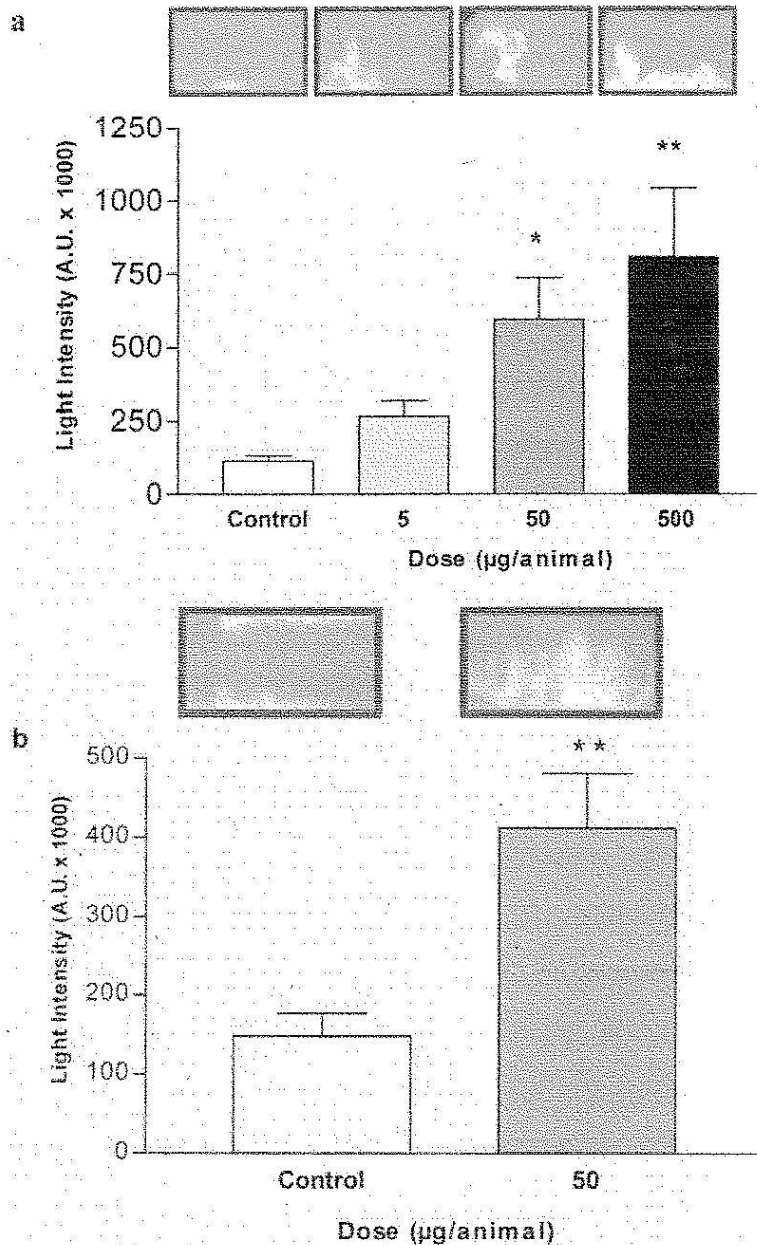 a
Light Intensity (A.U. x 1000)
1250
1000
750
500
250
0
*
**
Control 5 50 500
Dose (µg/animal)
b
Light Intensity (A.U. x 1000)
500
400
300
200
100
0
**
Control 50
Dose (µg/animal)